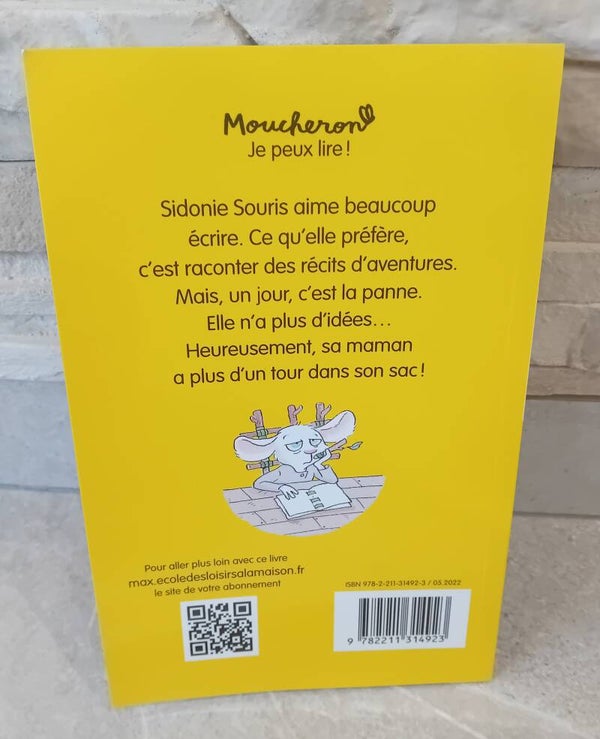 Moucheron
Je peux lire !
Sidonie Souris aime beaucoup
écrire. Ce qu'elle préfère,
c'est raconter des récits d'aventures.
Mais, un jour, c'est la panne.
Elle n'a plus d'idées…
Heureusement, sa maman
a plus d'un tour dans son sac !
Pour aller plus loin avec ce livre
max.ecoledesloisirsalamaison.fr
le site de votre abonnement
ISBN 978-2-211-31492-3 / 05.2022
9 782211 314923